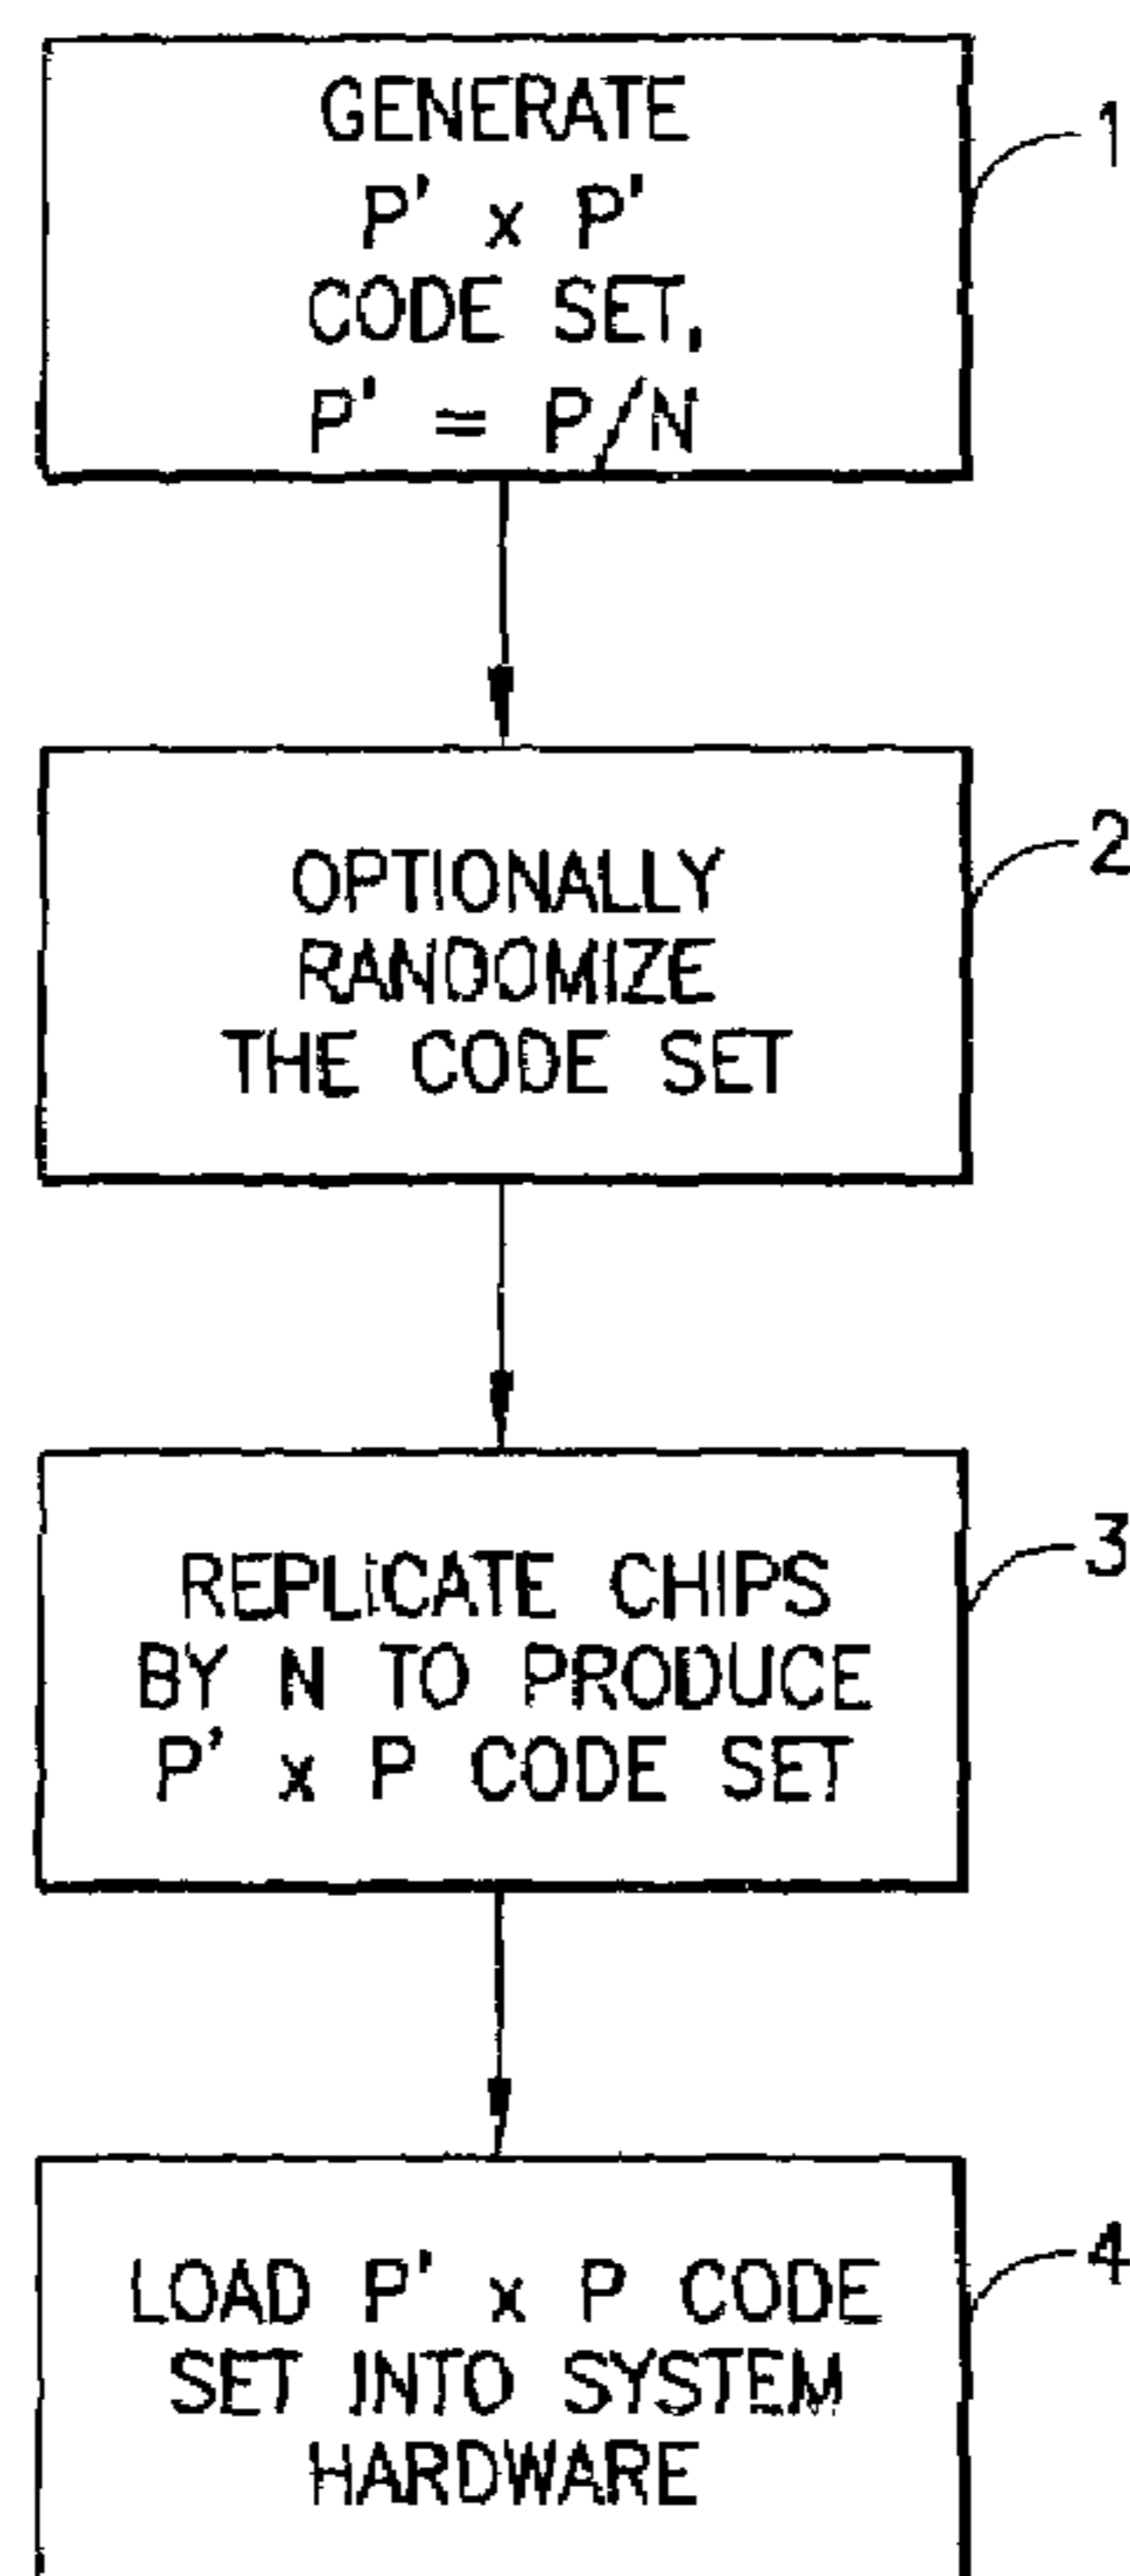 GENERATE
P' x P'
CODE SET,
P' = P/N
1
OPTIONALLY
RANDOMIZE
THE CODE SET
2
REPLICATE CHIPS
BY N TO PRODUCE
P' x P CODE SET
3
LOAD P' x P CODE
SET INTO SYSTEM
HARDWARE
4